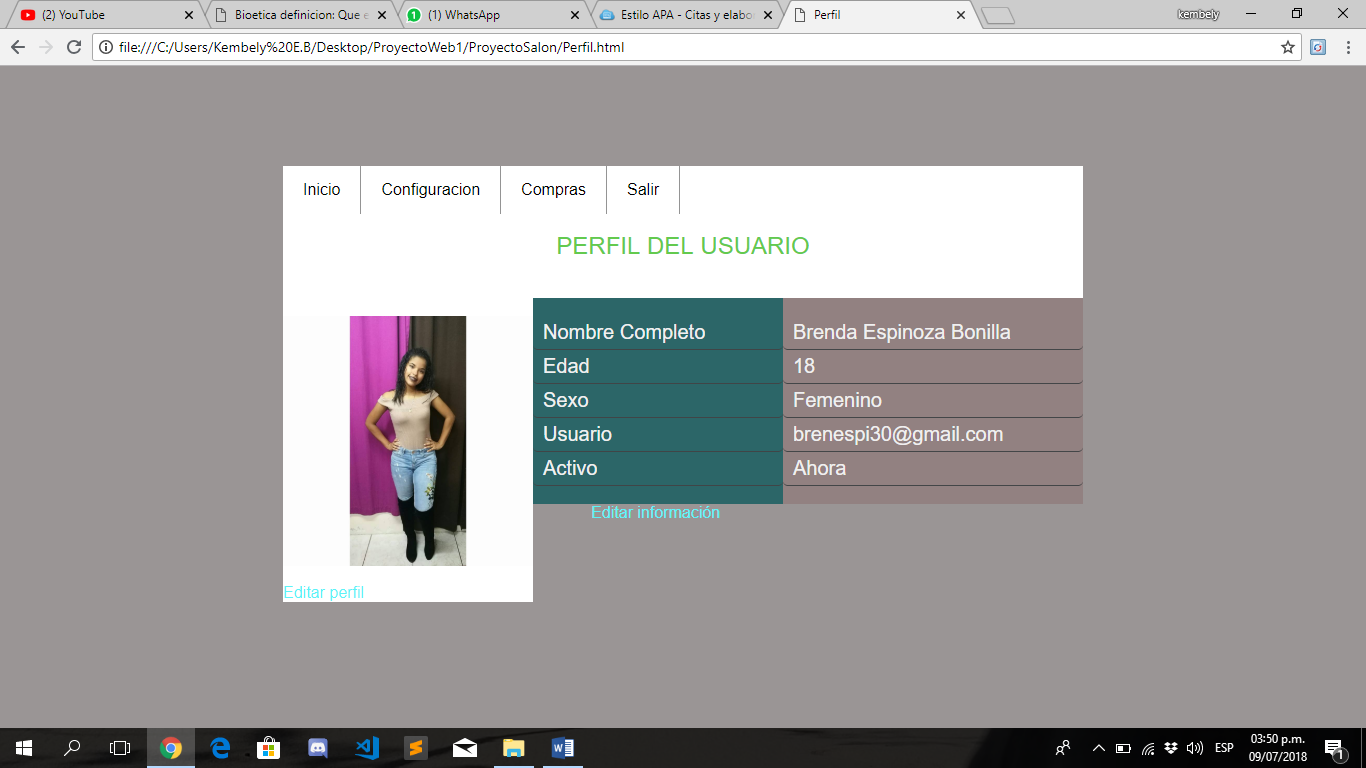 (2) YouTube
Bioetica definicion: Que e
(1) WhatsApp
Estilo APA - Citas y elabo
Perfil
kembely
file:///C:/Users/Kembely%20E.B/Desktop/ProyectoWeb1/ProyectoSalon/Perfil.html
Inicio Configuracion Compras Salir
PERFIL DEL USUARIO
Nombre Completo Brenda Espinoza Bonilla
Edad 18
Sexo Femenino
Usuario brenespi30@gmail.com
Activo Ahora
Editar información
Editar perfil
ESP
03:50 p.m.
09/07/2018
1